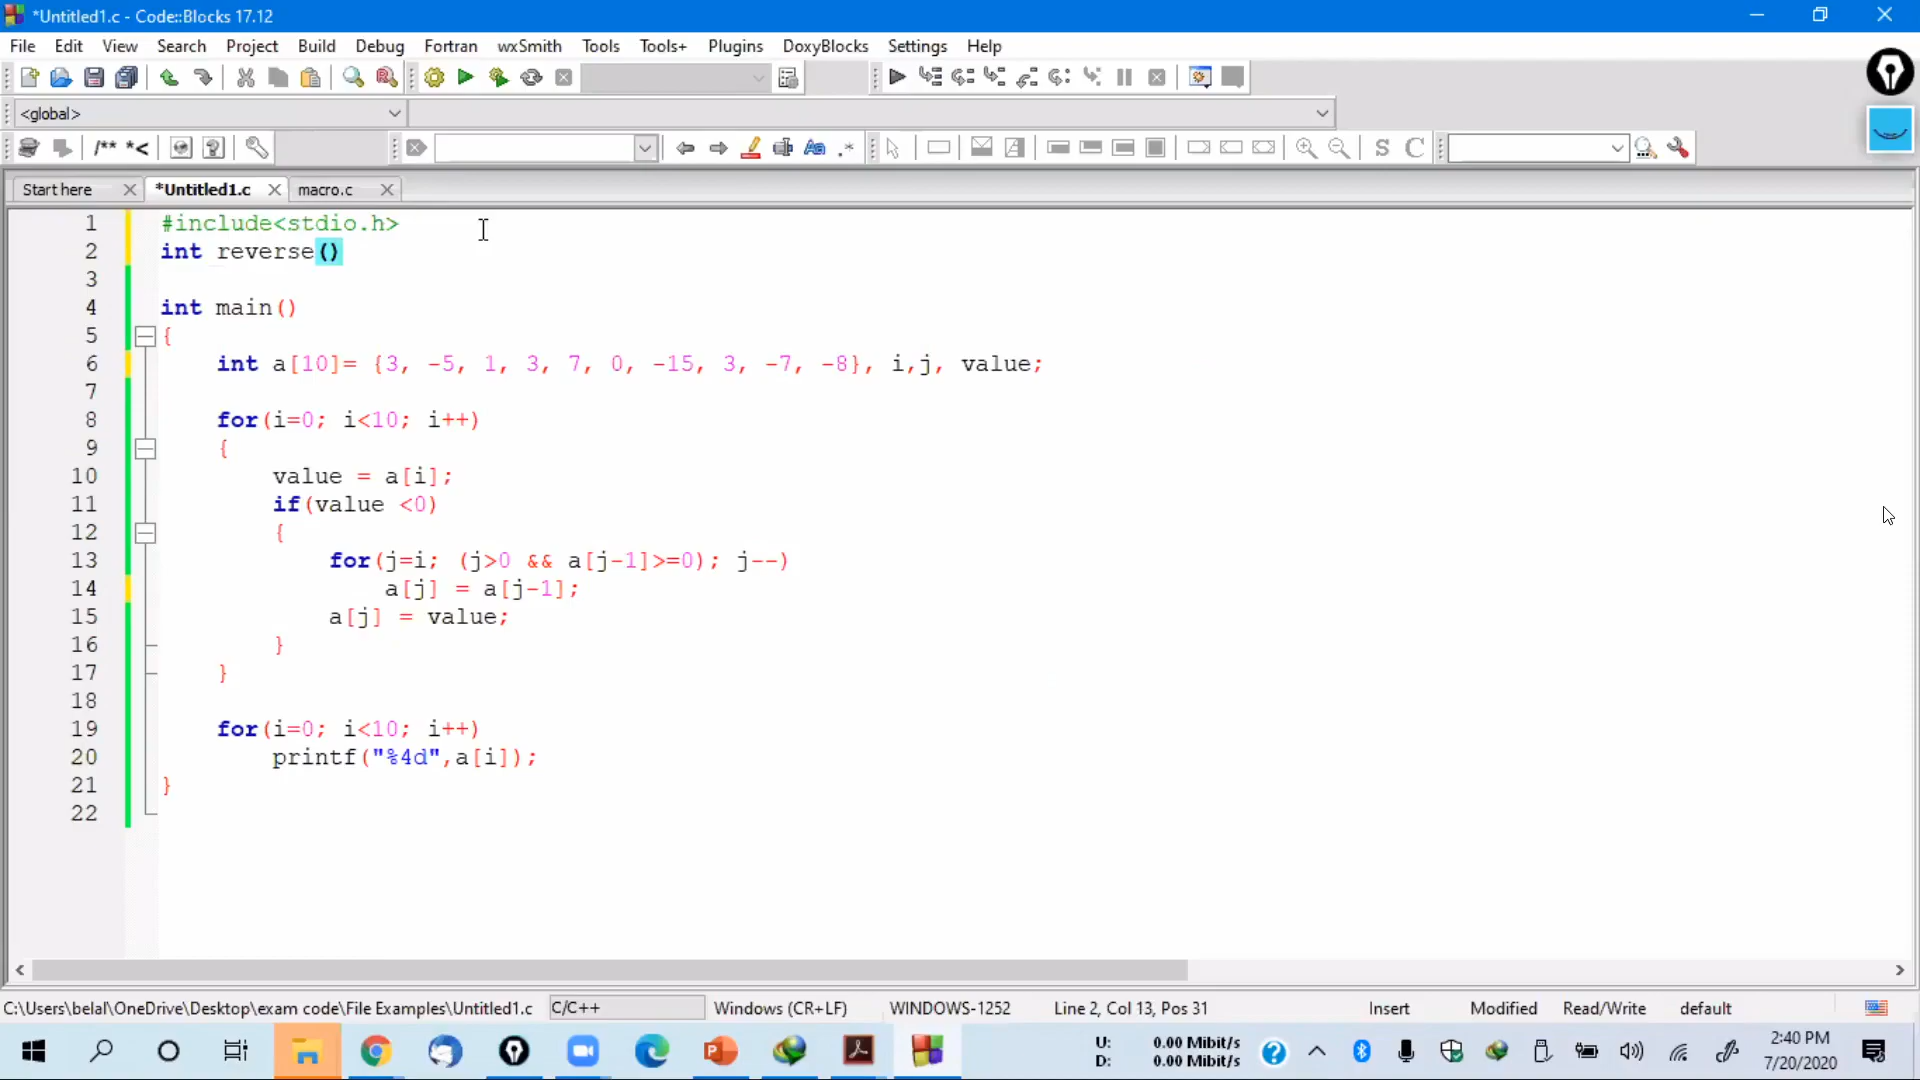 *Untitled1.c - Code::Blocks 17.12
File Edit View Search Project Build Debug Fortran wxSmith Tools Tools+ Plugins DoxyBlocks Settings Help
<global>
/** *< Aa .* S C
Start here *Untitled1.c macro.c
1 #include<stdio.h>
2 int reverse()
3
4 int main()
5 {
6 int a[10]= {3, -5, 1, 3, 7, 0, -15, 3, -7, -8}, i,j, value;
7
8 for(i=0; i<10; i++)
9 {
10 value = a[i];
11 if(value <0)
12 {
13 for(j=i; (j>0 && a[j-1]>=0); j--)
14 a[j] = a[j-1];
15 a[j] = value;
16 }
17 }
18
19 for(i=0; i<10; i++)
20 printf("%4d",a[i]);
21 }
22
C:\Users\belal\OneDrive\Desktop\exam code\File Examples\Untitled1.c C/C++ Windows (CR+LF) WINDOWS-1252 Line 2, Col 13, Pos 31 Insert Modified Read/Write default
U: 0.00 Mibit/s
D: 0.00 Mibit/s
2:40 PM
7/20/2020